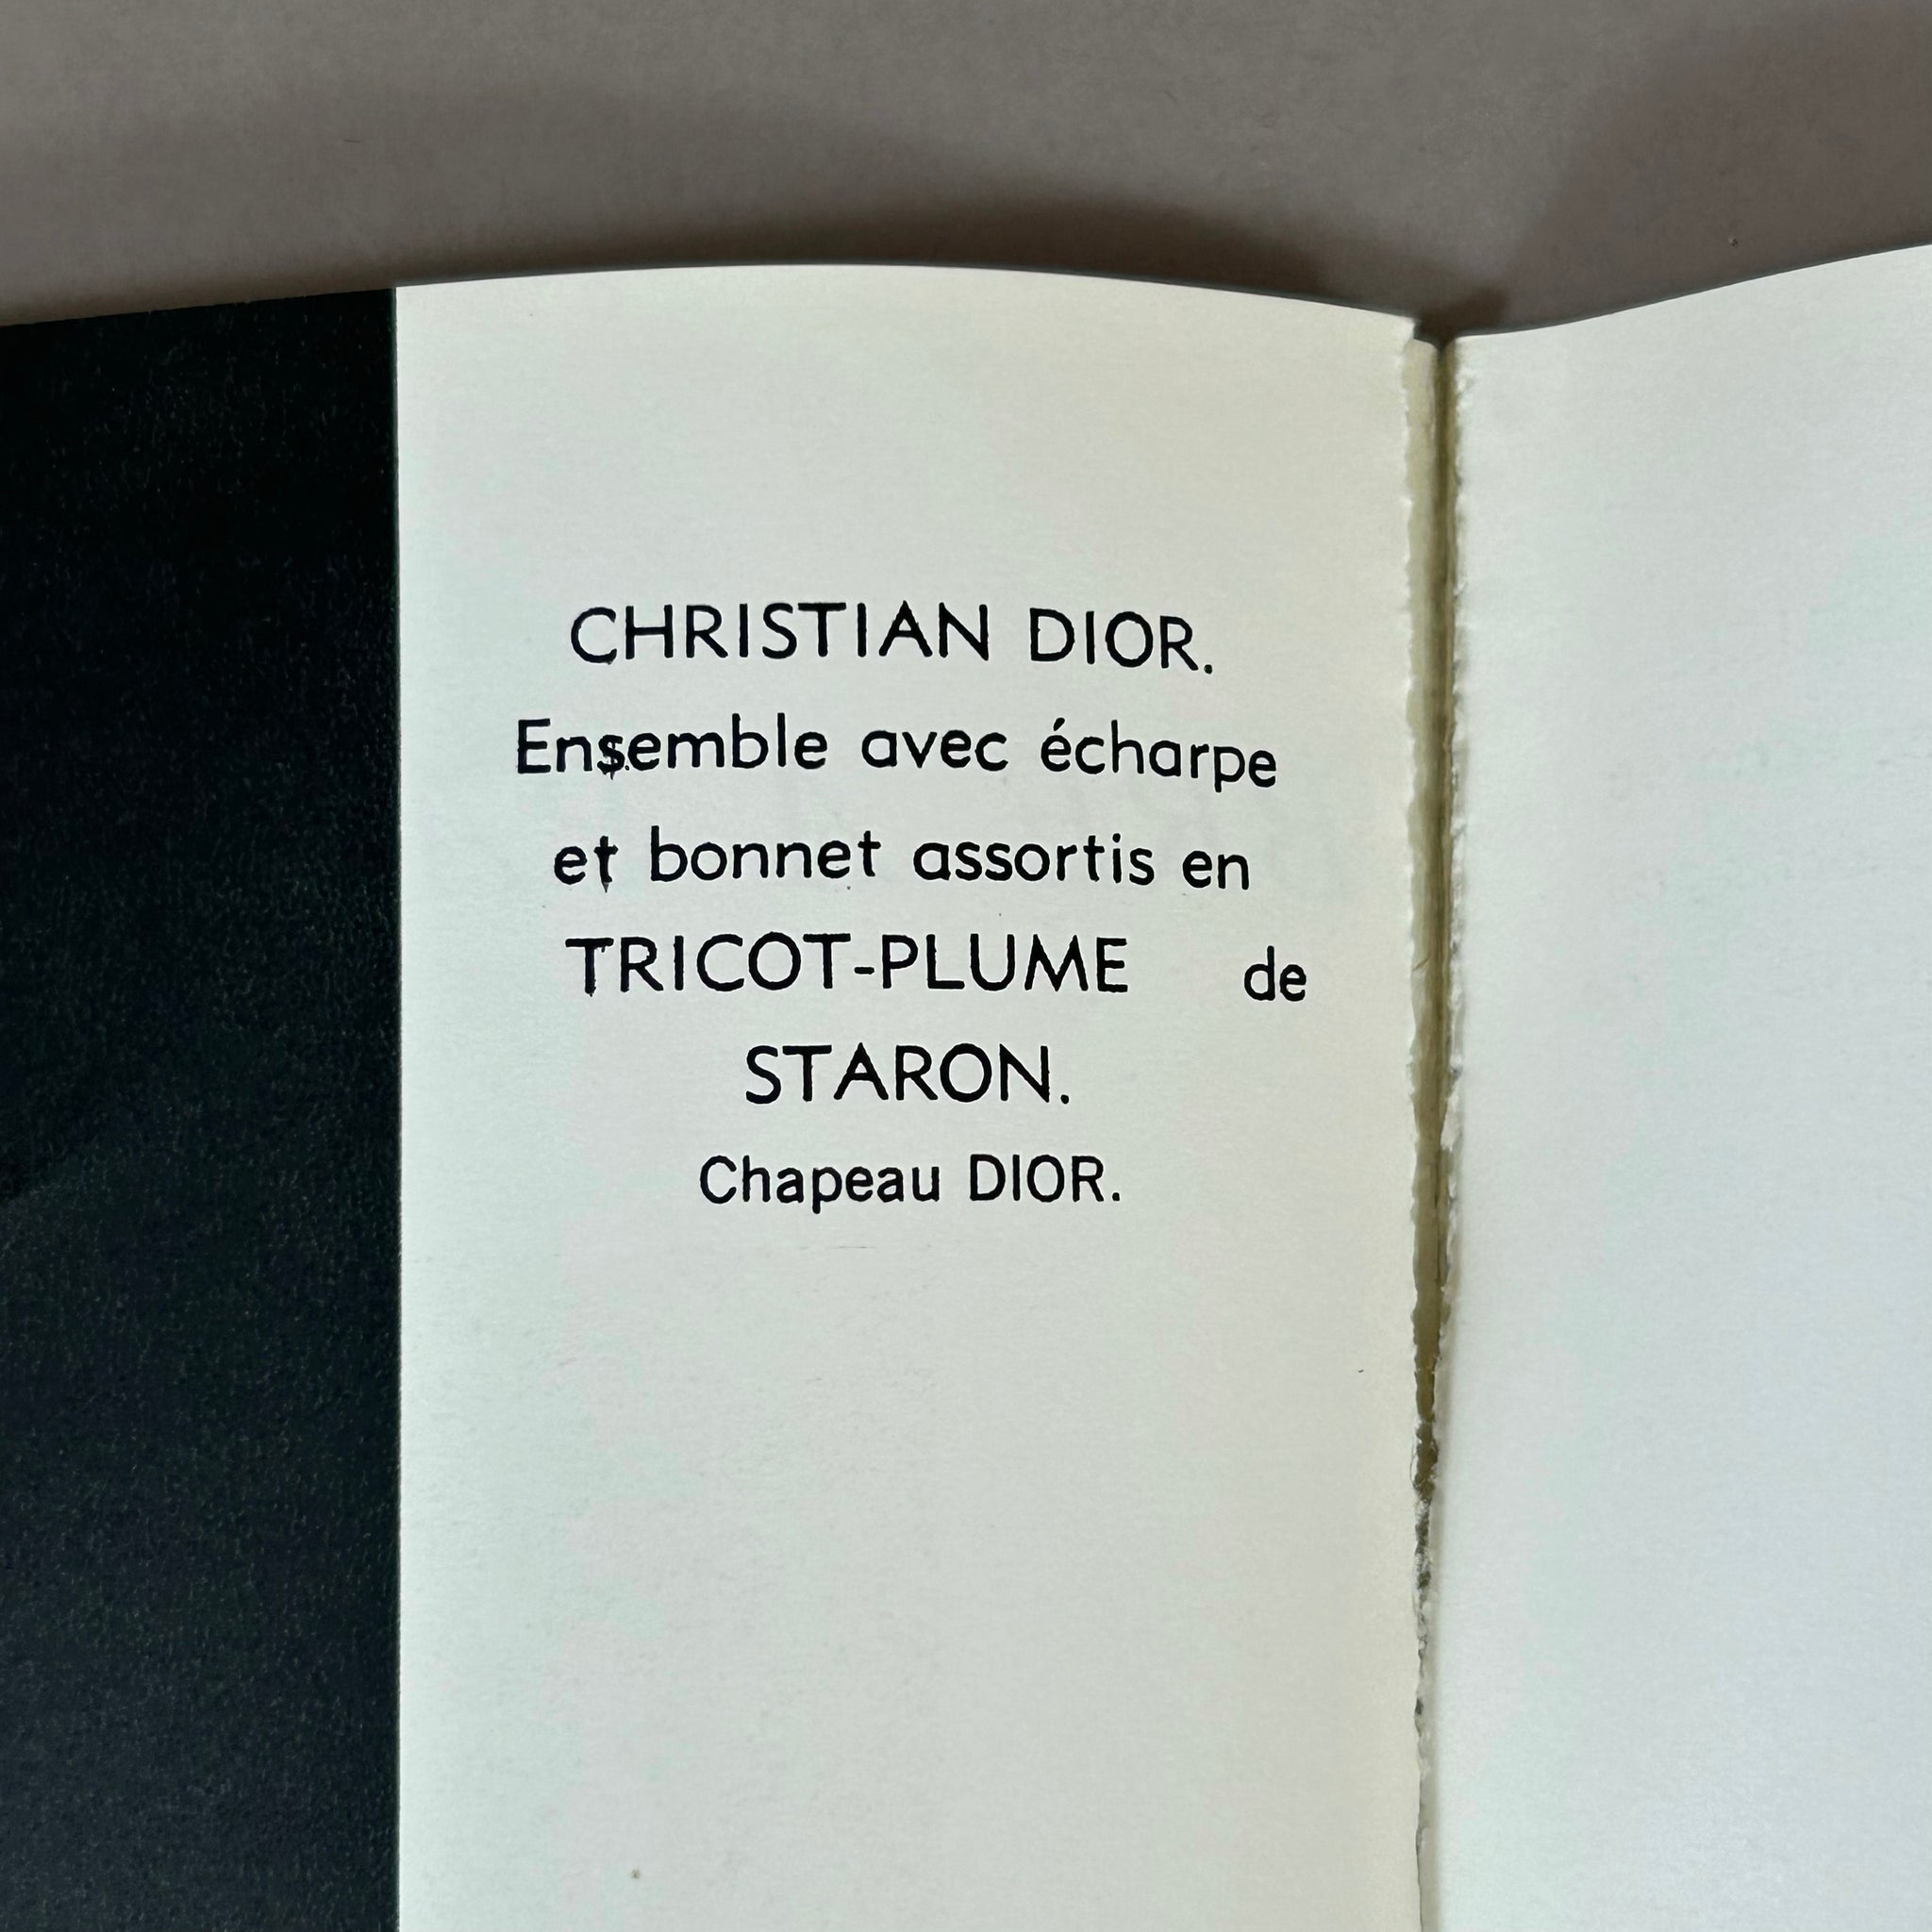 CHRISTIAN DIOR.
Ensemble avec écharpe
et bonnet assortis en
TRICOT-PLUME de
STARON.
Chapeau DIOR.